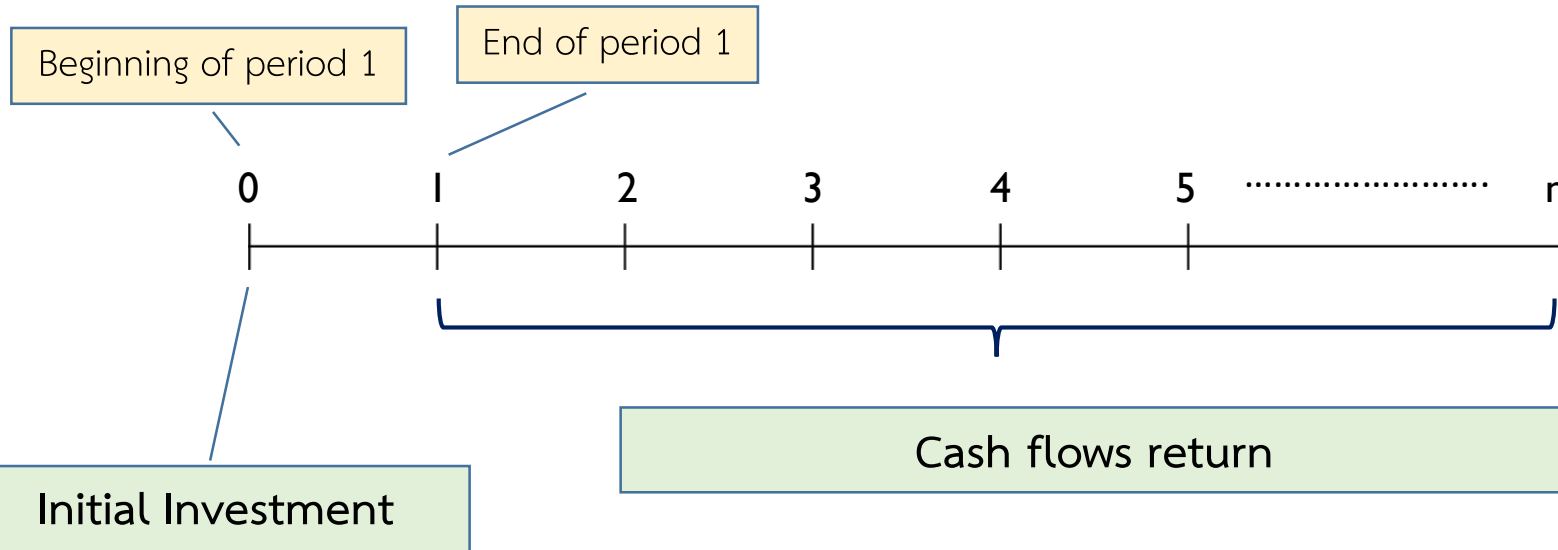 Beginning of period 1
End of period 1
0 1 2 3 4 5 ..........................
Cash flows return
Initial Investment